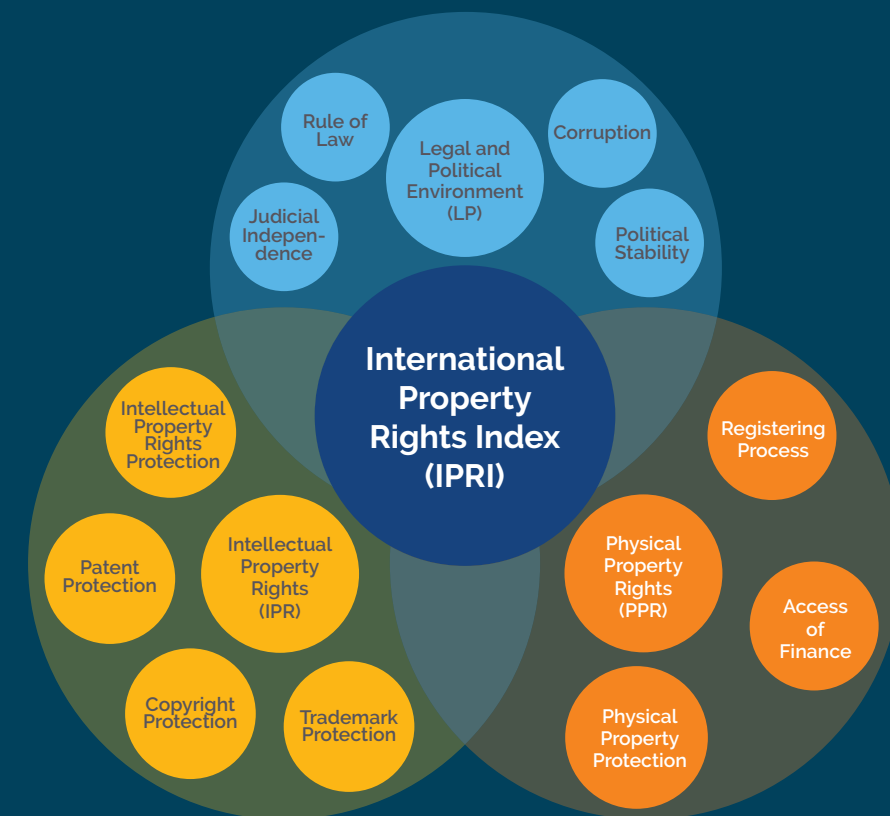 Rule of
Law
Legal and
Political
Environment
(LP)
Corruption
Judicial
Indepen-
dence
Political
Stability
International
Property
Rights Index
(IPRI)
Intellectual
Property
Rights
Protection
Patent
Protection
Intellectual
Property
Rights
(IPR)
Copyright
Protection
Trademark
Protection
Registering
Process
Physical
Property
Rights
(PPR)
Access
of
Finance
Physical
Property
Protection